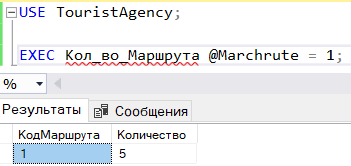 USE TouristAgency;
EXEC Кол_во_Маршрута @Marchrute = 1;
%
Результаты Сообщения
КодМаршрута Количество
1 5